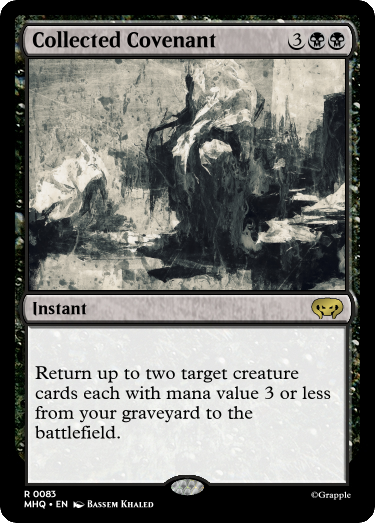 Collected Covenant 3
Instant
Return up to two target creature
cards each with mana value 3 or less
from your graveyard to the
battlefield.
R 0083
MHQ • EN Bassem Khaled
©Grapple